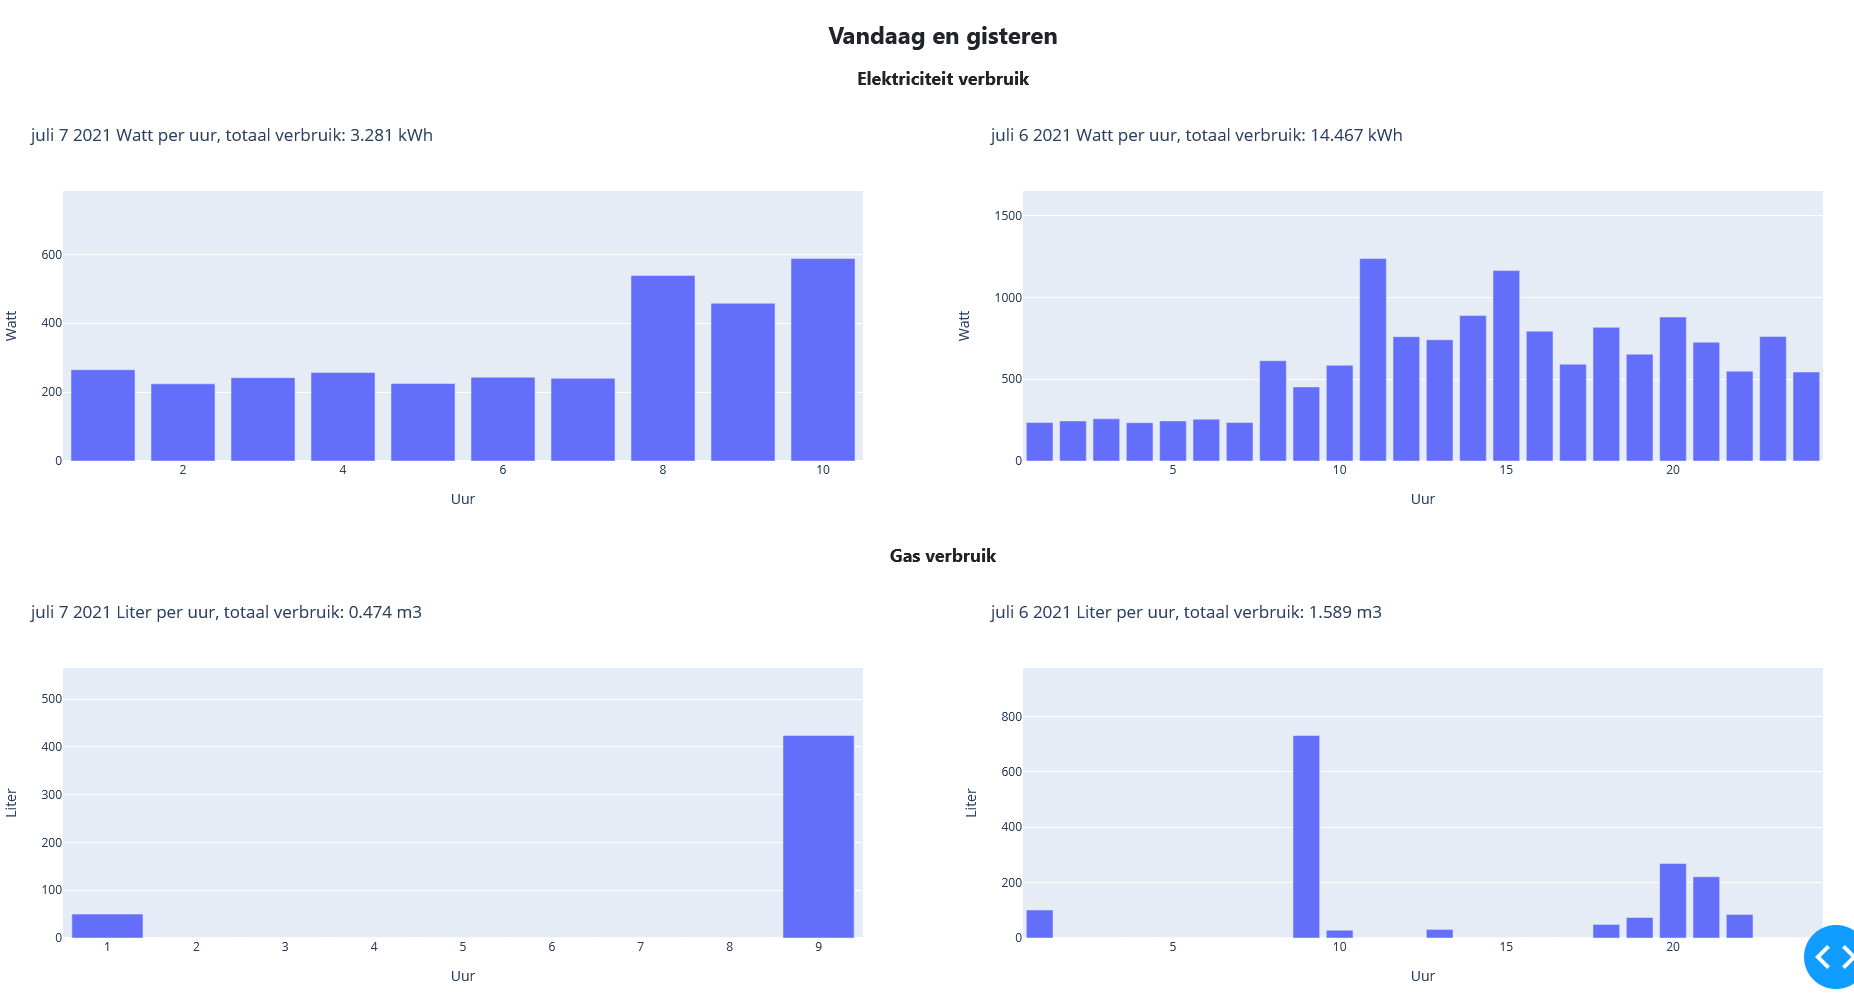 Vandaag en gisteren
Elektriciteit verbruik
juli 7 2021 Watt per uur, totaal verbruik: 3.281 kWh
600
400
200
0
Watt
2 4 6 8 10
Uur
juli 6 2021 Watt per uur, totaal verbruik: 14.467 kWh
1500
1000
500
0
Watt
5 10 15 20
Uur
Gas verbruik
juli 7 2021 Liter per uur, totaal verbruik: 0.474 m3
500
400
300
200
100
0
Liter
1 2 3 4 5 6 7 8 9
Uur
juli 6 2021 Liter per uur, totaal verbruik: 1.589 m3
800
600
400
200
0
Liter
5 10 15 20
Uur